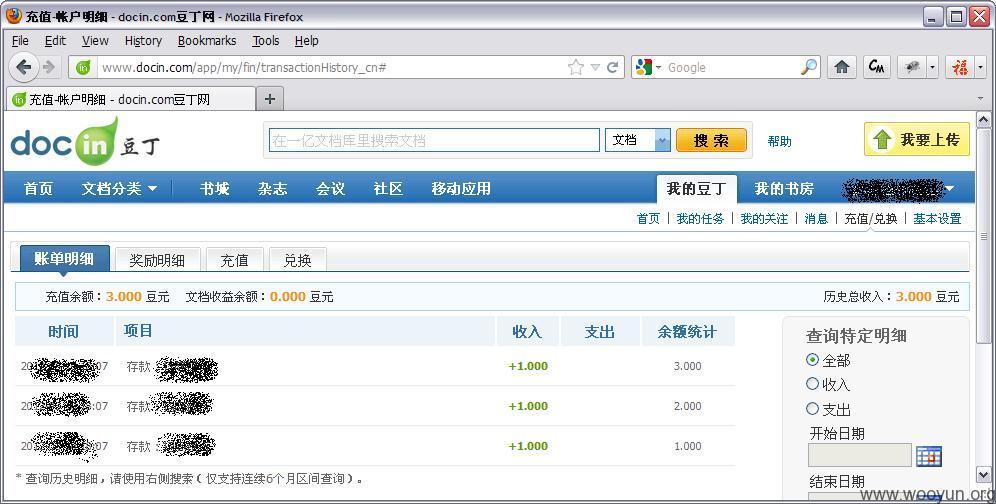 充值-帐户明细 - docin.com豆丁网 - Mozilla Firefox
File Edit View History Bookmarks Tools Help
www.docin.com/app/my/fin/transactionHistory_cn# Google
充值-帐户明细 - docin.com豆丁网
docin 豆丁 在一亿文档库里搜索文档 文档 搜 索 帮助 我要上传
首页 文档分类 书城 杂志 会议 社区 移动应用 我的豆丁 我的书房
首页 | 我的任务 | 我的关注 | 消息 | 充值/兑换 | 基本设置
账单明细 奖励明细 充值 兑换
充值余额：3.000 豆元 文档收益余额：0.000 豆元 历史总收入：3.000 豆元
时间 项目 收入 支出 余额统计
存款： +1.000 3.000
存款 +1.000 2.000
存款： +1.000 1.000
* 查询历史明细，请使用右侧搜索（仅支持连续6个月区间查询）。
查询特定明细
全部
收入
支出
开始日期
结束日期
www.wooyun.org